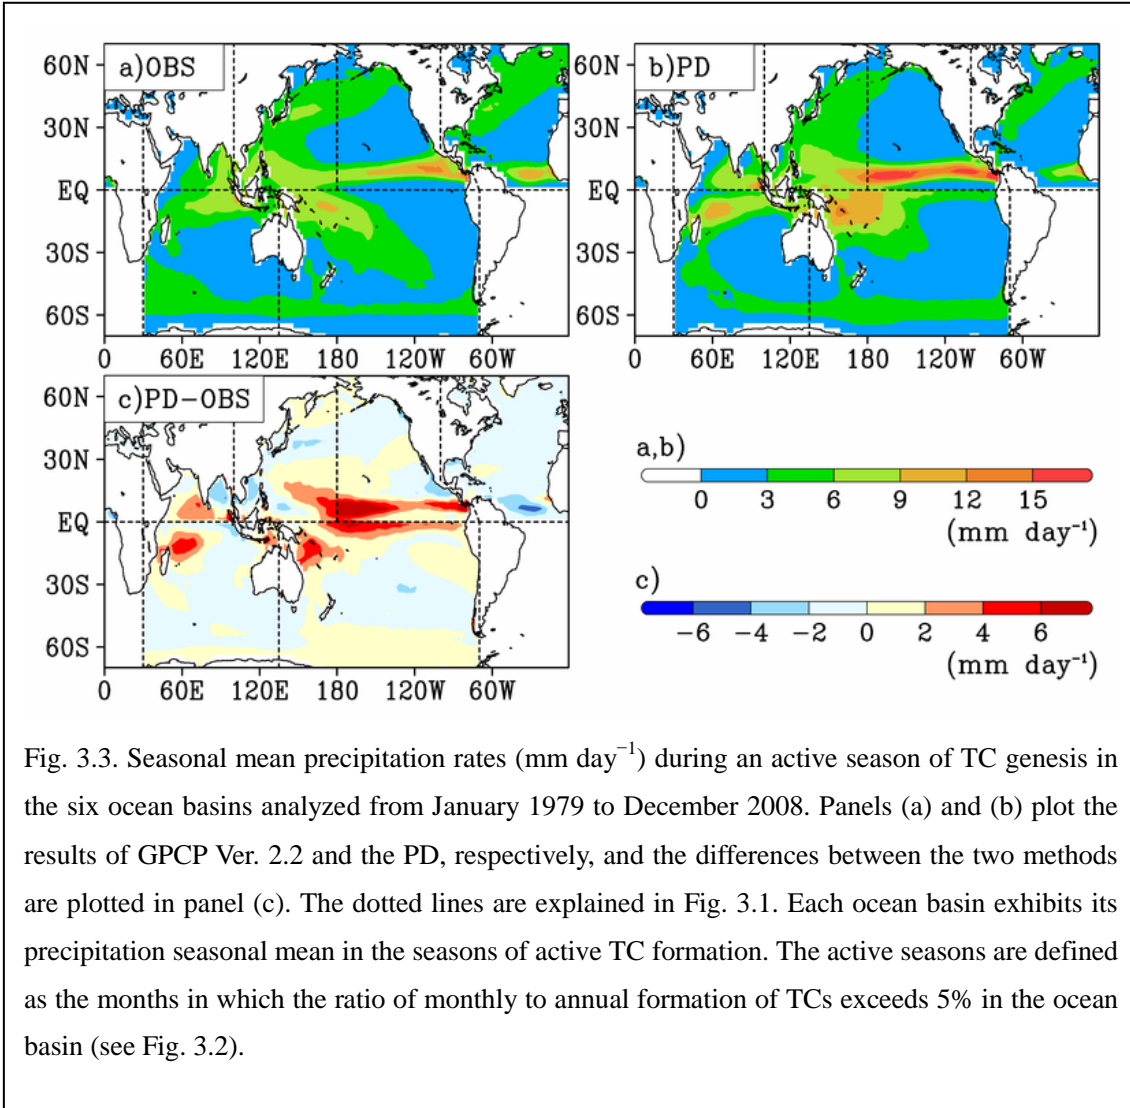 a)OBS
b)PD
60N
30N
EQ
30S
60S
0 60E 120E 180 120W 60W
60N
30N
EQ
30S
60S
0 60E 120E 180 120W 60W
c)PD−OBS
60N
30N
EQ
30S
60S
0 60E 120E 180 120W 60W
a,b)
0 3 6 9 12 15
(mm day⁻¹)
c)
−6 −4 −2 0 2 4 6
(mm day⁻¹)
Fig. 3.3. Seasonal mean precipitation rates (mm day⁻¹) during an active season of TC genesis in
the six ocean basins analyzed from January 1979 to December 2008. Panels (a) and (b) plot the
results of GPCP Ver. 2.2 and the PD, respectively, and the differences between the two methods
are plotted in panel (c). The dotted lines are explained in Fig. 3.1. Each ocean basin exhibits its
precipitation seasonal mean in the seasons of active TC formation. The active seasons are defined
as the months in which the ratio of monthly to annual formation of TCs exceeds 5% in the ocean
basin (see Fig. 3.2).